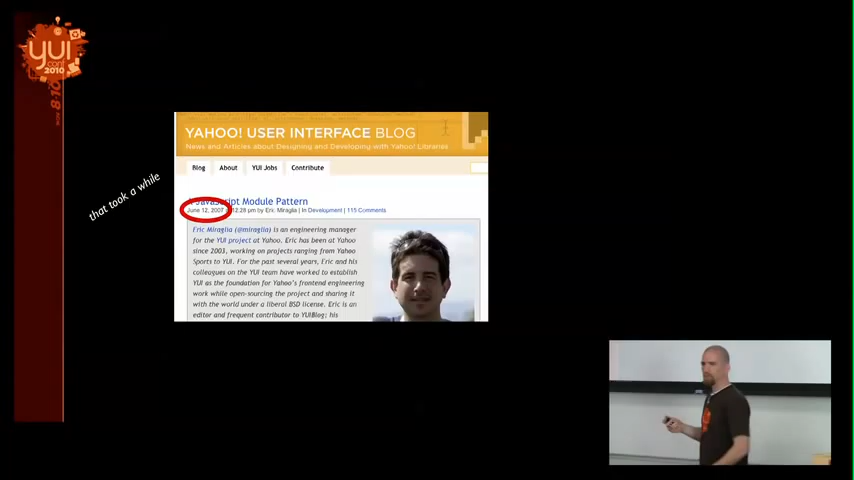 YUI
conf
2010
NOV 8-10
that took a while
YAHOO! USER INTERFACE BLOG
News and Articles about Designing and Developing with Yahoo! Libraries
Blog About YUI Jobs Contribute
A JavaScript Module Pattern
June 12, 2007 12:28 pm by Eric Miraglia | In Development | 115 Comments
Eric Miraglia (@miraglia) is an engineering manager
for the YUI project at Yahoo. Eric has been at Yahoo
since 2003, working on projects ranging from Yahoo
Sports to YUI. For the past several years, Eric and his
colleagues on the YUI team have worked to establish
YUI as the foundation for Yahoo's frontend engineering
work while open-sourcing the project and sharing it
with the world under a liberal BSD license. Eric is an
editor and frequent contributor to YUIBlog; his